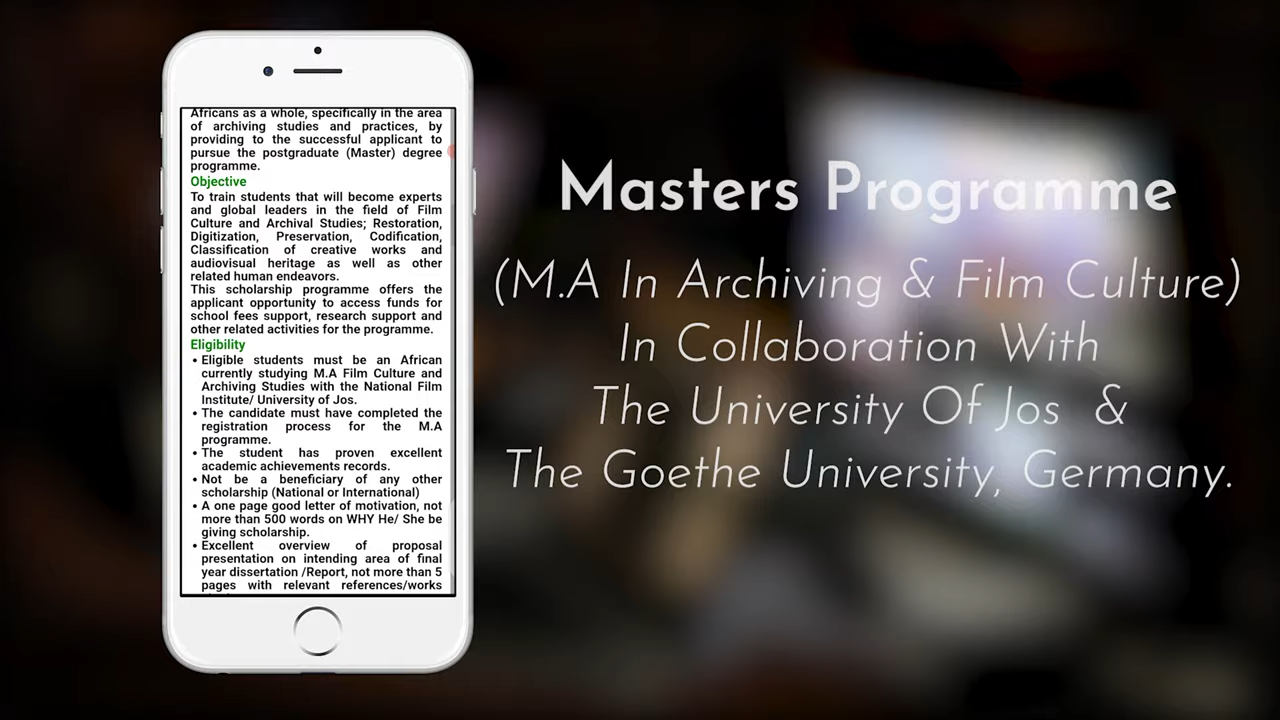 Africans as a whole, specifically in the area
of archiving studies and practices, by
providing to the successful applicant to
pursue the postgraduate (Master) degree
programme.
Objective
To train students that will become experts
and global leaders in the field of Film
Culture and Archival Studies; Restoration,
Digitization, Preservation, Codification,
Classification of creative works and
audiovisual heritage as well as other
related human endeavors.
This scholarship programme offers the
applicant opportunity to access funds for
school fees support, research support and
other related activities for the programme.
Eligibility
• Eligible students must be an African
currently studying M.A Film Culture and
Archiving Studies with the National Film
Institute/ University of Jos.
• The candidate must have completed the
registration process for the M.A
programme.
• The student has proven excellent
academic achievements records.
• Not be a beneficiary of any other
scholarship (National or International)
• A one page good letter of motivation, not
more than 500 words on WHY He/ She be
giving scholarship.
• Excellent overview of proposal
presentation on intending area of final
year dissertation /Report, not more than 5
pages with relevant references/works
Masters Programme
(M.A In Archiving & Film Culture)
In Collaboration With
The University Of Jos &
The Goethe University, Germany.